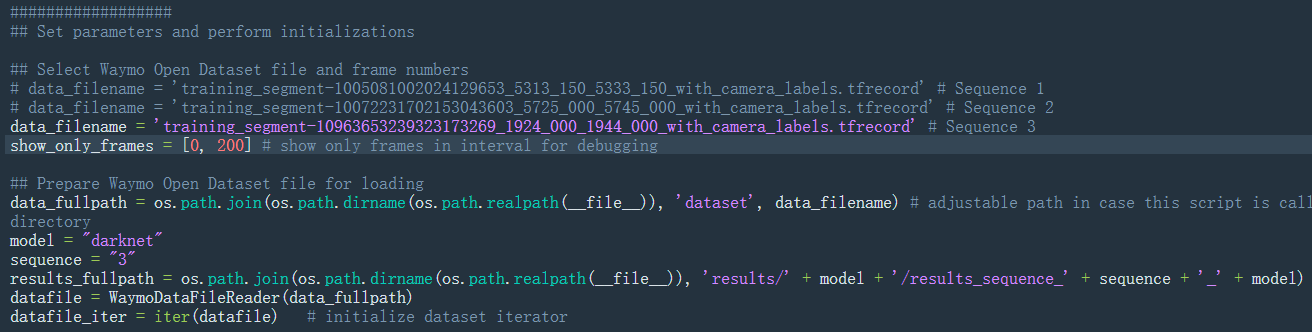 ##################
## Set parameters and perform initializations
## Select Waymo Open Dataset file and frame numbers
# data_filename = 'training_segment-1005081002024129653_5313_150_5333_150_with_camera_labels.tfrecord' # Sequence 1
# data_filename = 'training_segment-10072231702153043603_5725_000_5745_000_with_camera_labels.tfrecord' # Sequence 2
data_filename = 'training_segment-10963653239323173269_1924_000_1944_000_with_camera_labels.tfrecord' # Sequence 3
show_only_frames = [0, 200] # show only frames in interval for debugging
## Prepare Waymo Open Dataset file for loading
data_fullpath = os.path.join(os.path.dirname(os.path.realpath(__file__)), 'dataset', data_filename) # adjustable path in case this script is call
directory
model = "darknet"
sequence = "3"
results_fullpath = os.path.join(os.path.dirname(os.path.realpath(__file__)), 'results/' + model + '/results_sequence_' + sequence + '_' + model)
datafile = WaymoDataFileReader(data_fullpath)
datafile_iter = iter(datafile)  # initialize dataset iterator